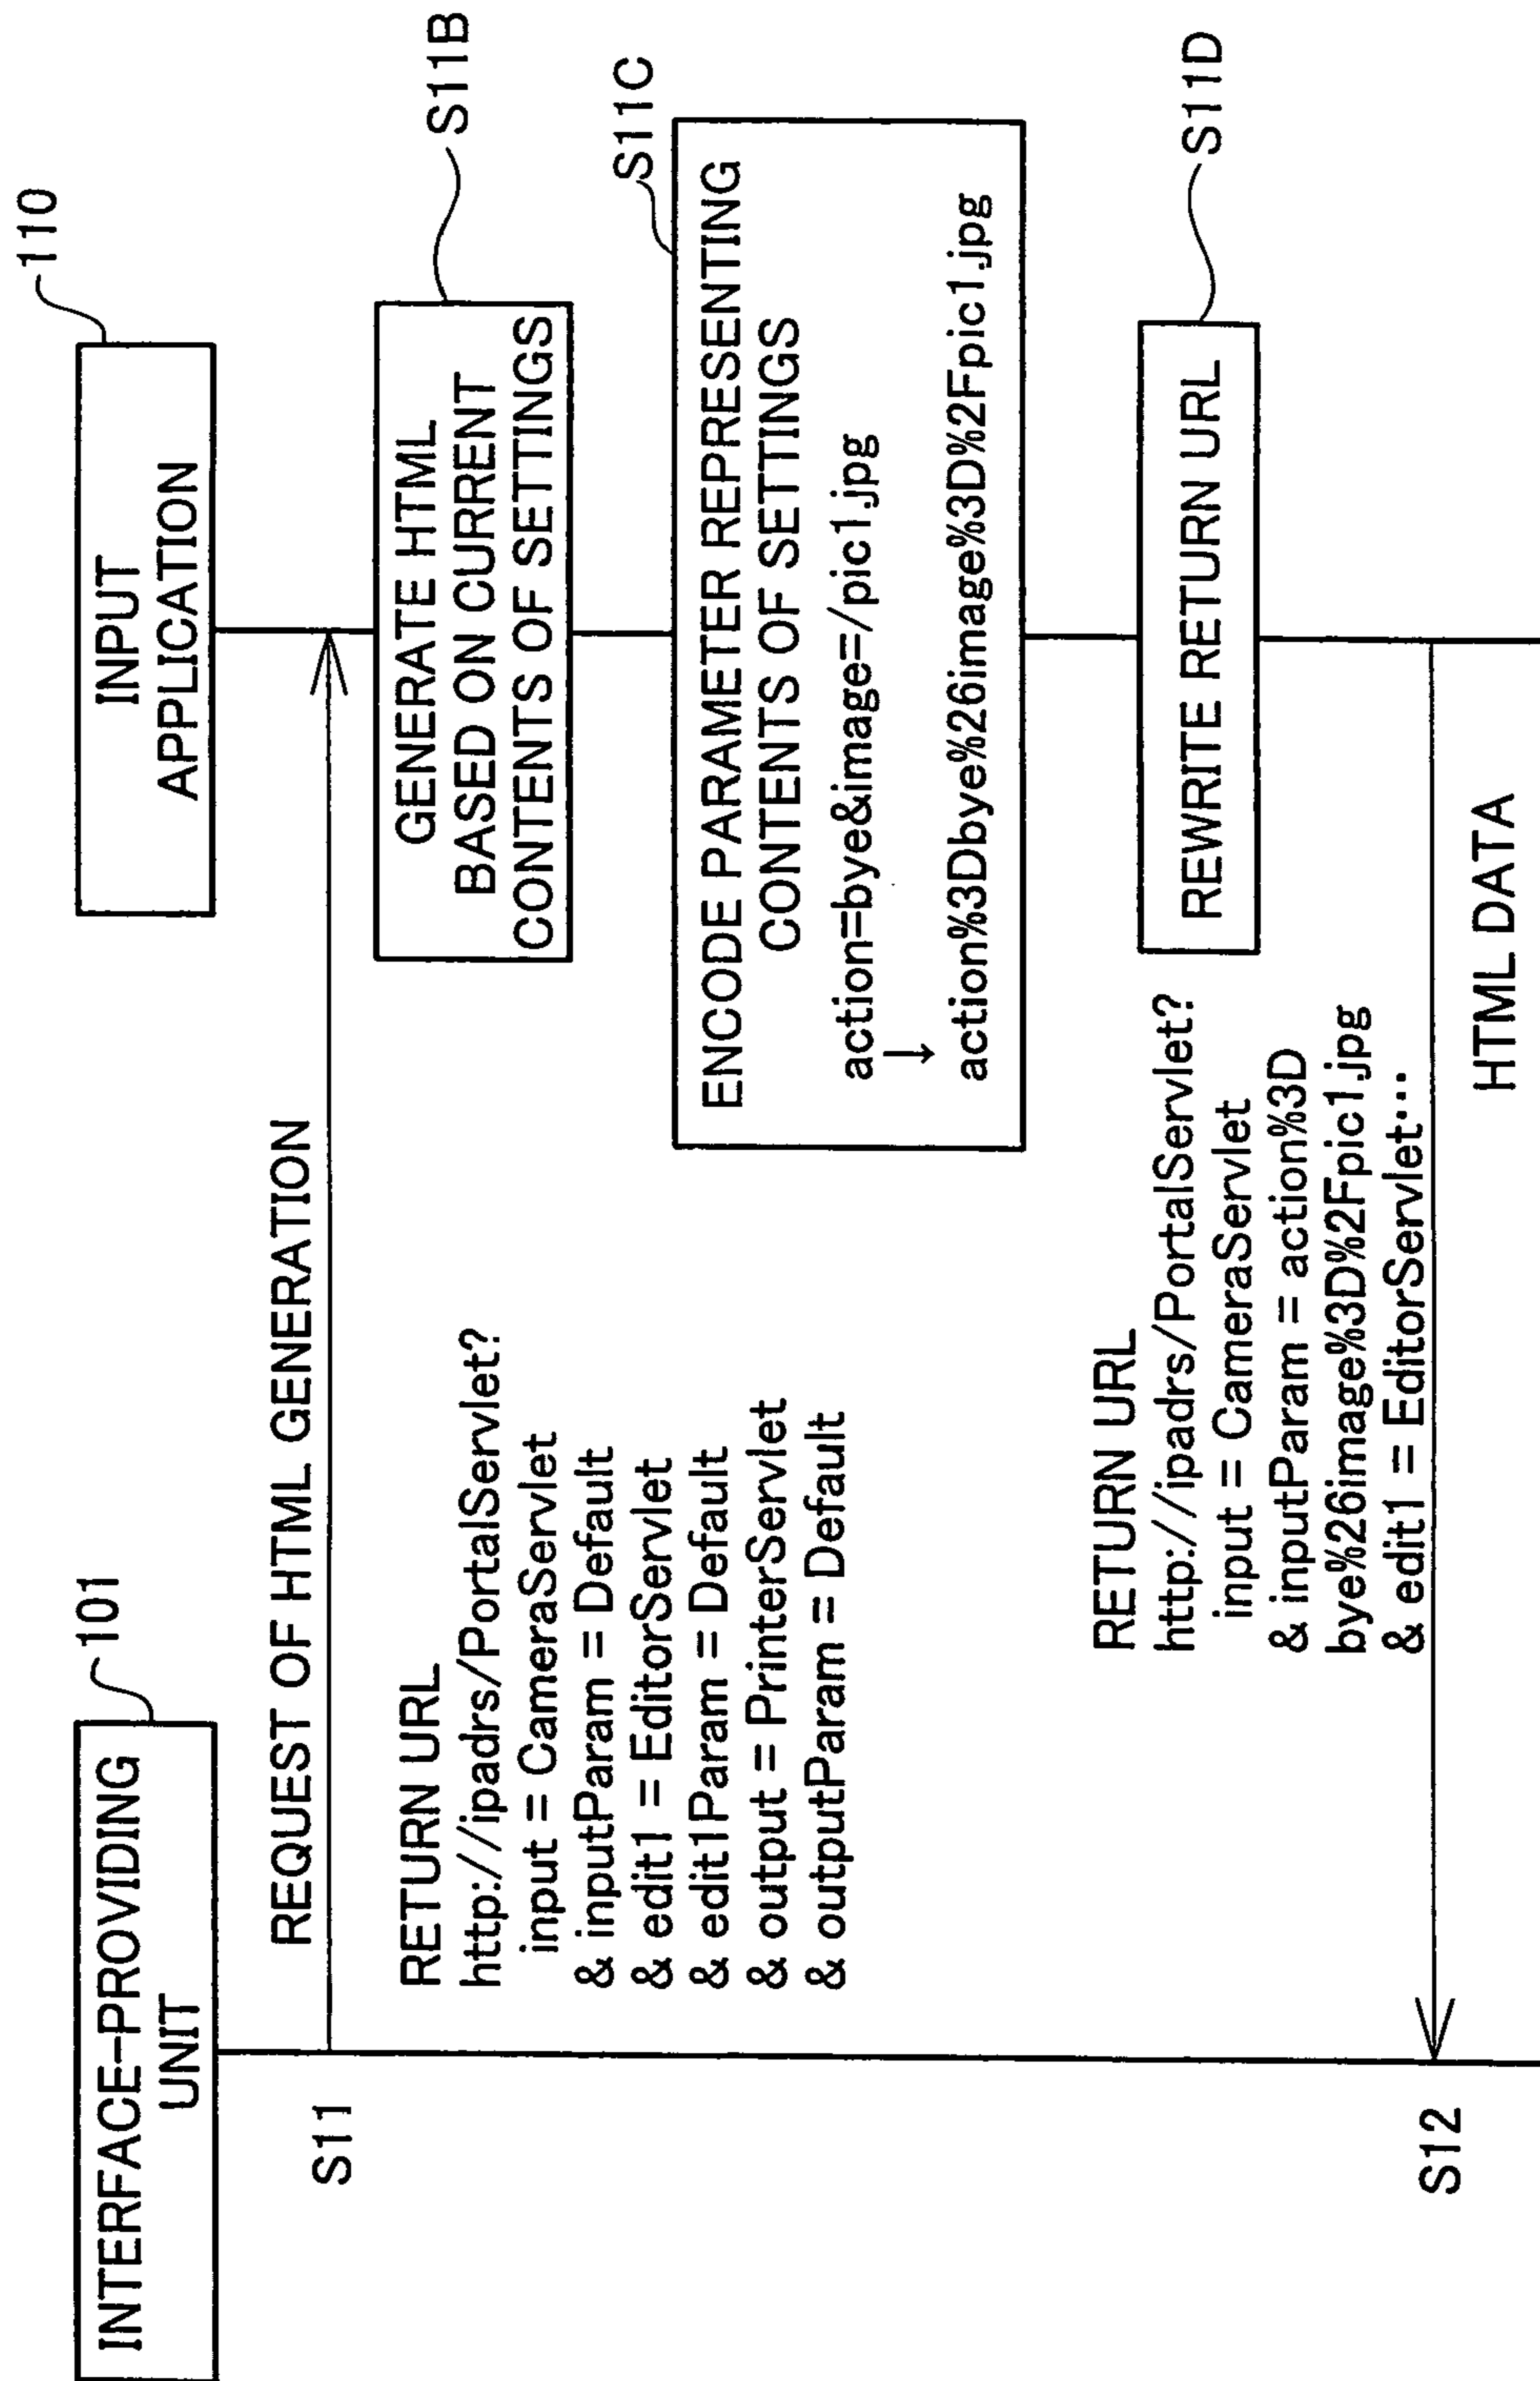 INTERFACE-PROVIDING
UNIT
101
INPUT
APPLICATION
110
S11
REQUEST OF HTML GENERATION
RETURN URL
http://ipadrs/PortalServlet?
input = CameraServlet
& inputParam = Default
& edit1 = EditorServlet
& edit1Param = Default
& output = PrinterServlet
& outputParam = Default
GENERATE HTML
BASED ON CURRENT
CONTENTS OF SETTINGS
S11B
ENCODE PARAMETER REPRESENTING
CONTENTS OF SETTINGS
action=bye&image=/pic1.jpg
↓
action%3Dbye%26image%3D%2Fpic1.jpg
S11C
REWRITE RETURN URL
S11D
RETURN URL
http://ipadrs/PortalServlet?
input = CameraServlet
& inputParam = action%3D
bye%26image%3D%2Fpic1.jpg
& edit1 = EditorServlet···
S12
HTML DATA